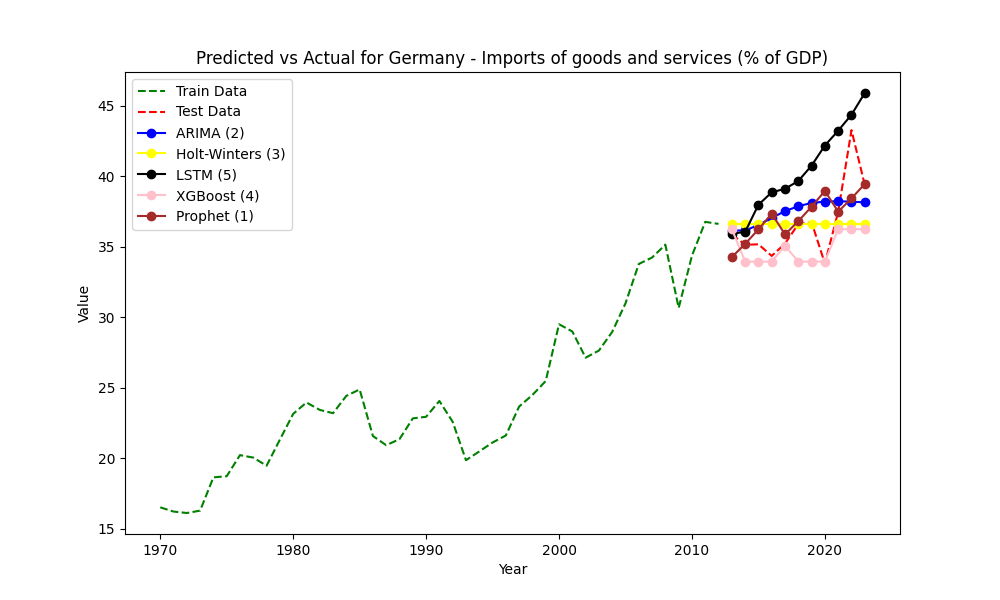 Predicted vs Actual for Germany - Imports of goods and services (% of GDP)
Train Data
Test Data
ARIMA (2)
Holt-Winters (3)
LSTM (5)
XGBoost (4)
Prophet (1)
Value
45
40
35
30
25
20
15
1970 1980 1990 2000 2010 2020
Year